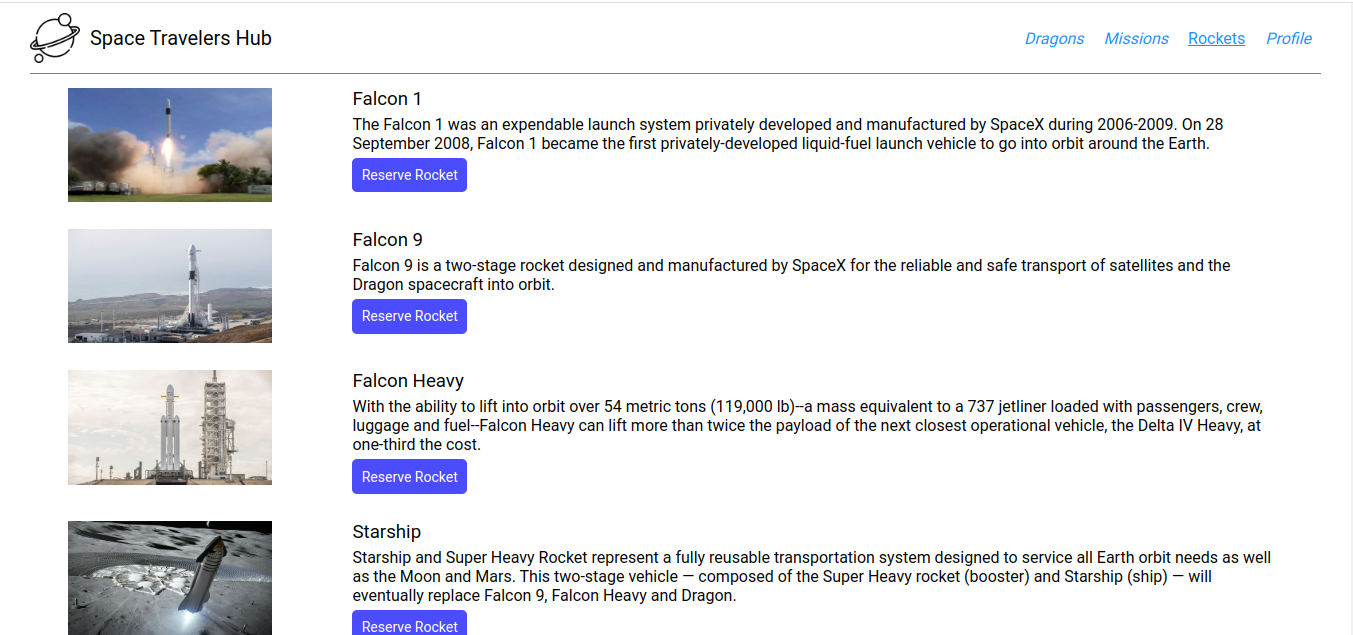 Space Travelers Hub
Dragons Missions Rockets Profile
Falcon 1
The Falcon 1 was an expendable launch system privately developed and manufactured by SpaceX during 2006-2009. On 28
September 2008, Falcon 1 became the first privately-developed liquid-fuel launch vehicle to go into orbit around the Earth.
Reserve Rocket
Falcon 9
Falcon 9 is a two-stage rocket designed and manufactured by SpaceX for the reliable and safe transport of satellites and the
Dragon spacecraft into orbit.
Reserve Rocket
Falcon Heavy
With the ability to lift into orbit over 54 metric tons (119,000 lb)--a mass equivalent to a 737 jetliner loaded with passengers, crew,
luggage and fuel--Falcon Heavy can lift more than twice the payload of the next closest operational vehicle, the Delta IV Heavy, at
one-third the cost.
Reserve Rocket
Starship
Starship and Super Heavy Rocket represent a fully reusable transportation system designed to service all Earth orbit needs as well
as the Moon and Mars. This two-stage vehicle — composed of the Super Heavy rocket (booster) and Starship (ship) — will
eventually replace Falcon 9, Falcon Heavy and Dragon.
Reserve Rocket